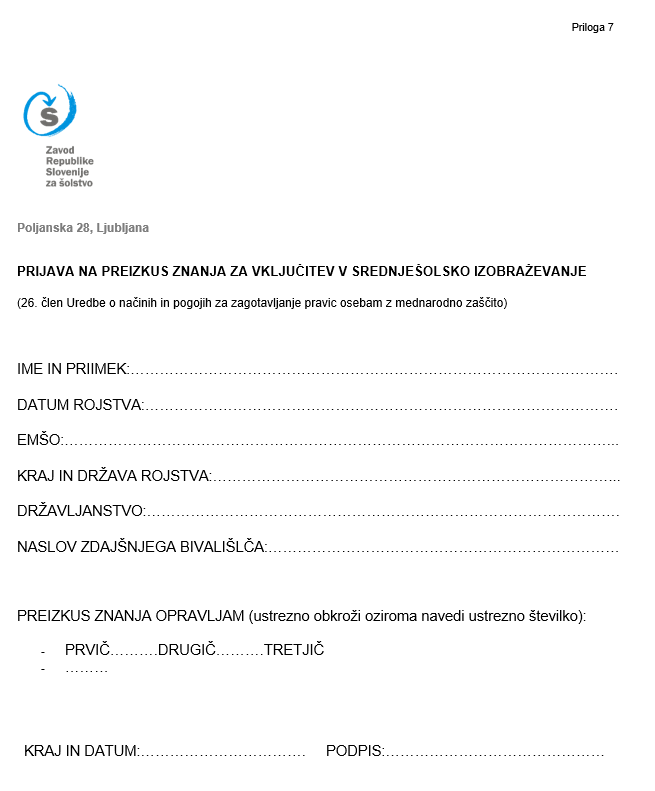 Priloga 7
Š
Zavod
Republike
Slovenije
za šolstvo
Poljanska 28, Ljubljana
PRIJAVA NA PREIZKUS ZNANJA ZA VKLJUČITEV V SREDNJEŠOLSKO IZOBRAŽEVANJE
(26. člen Uredbe o načinih in pogojih za zagotavljanje pravic osebam z mednarodno zaščito)
IME IN PRIIMEK:……………………………………………………………………………………….
DATUM ROJSTVA:……………………………………………………………………………………
EMŠO:…………………………………………………………………………………………………...
KRAJ IN DRŽAVA ROJSTVA:………………………………………………………………………...
DRŽAVLJANSTVO:…………………………………………………………………………………….
NASLOV ZDAJŠNJEGA BIVALIŠLČA:………………………………………………………………
PREIZKUS ZNANJA OPRAVLJAM (ustrezno obkroži oziroma navedi ustrezno številko):
- PRVIČ……….DRUGIČ……….TRETJIČ
- ………
KRAJ IN DATUM:……………………………. PODPIS:………………………………………